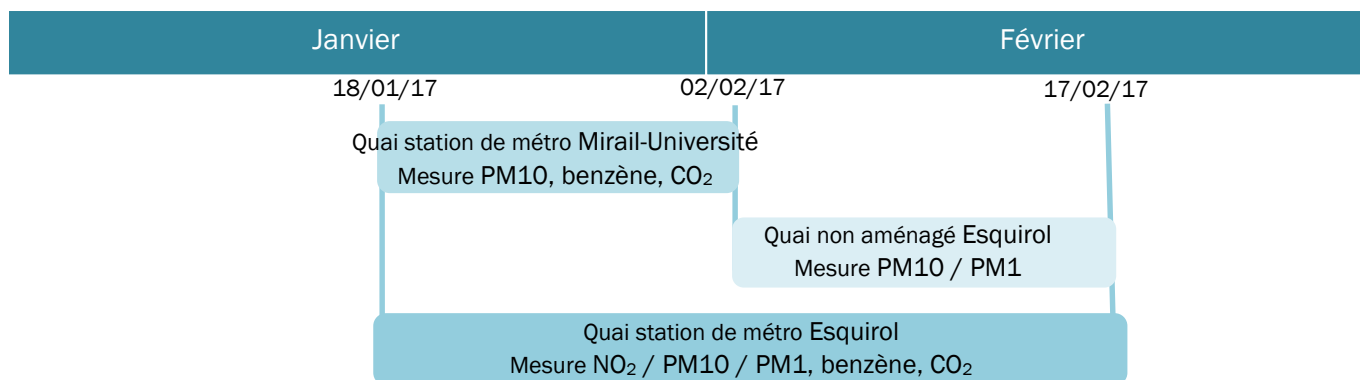 Janvier
Février
18/01/17
02/02/17
17/02/17
Quai station de métro Mirail-Université
Mesure PM10, benzène, CO₂
Quai non aménagé Esquirol
Mesure PM10 / PM1
Quai station de métro Esquirol
Mesure NO₂ / PM10 / PM1, benzène, CO₂